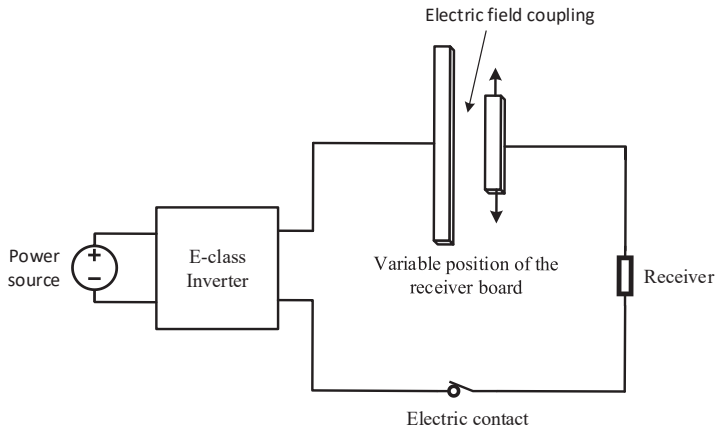 Electric field coupling
Power
source
+
−
E-class
Inverter
Variable position of the
receiver board
Receiver
Electric contact